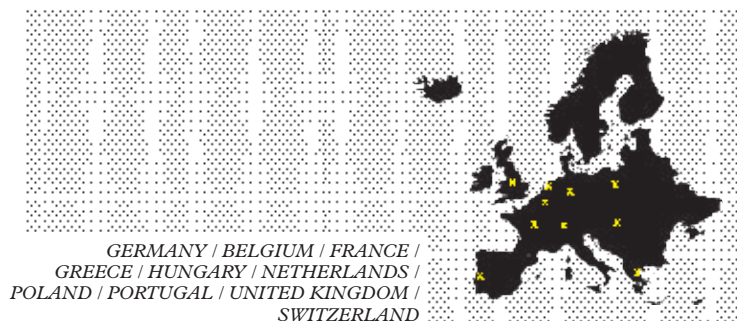 GERMANY / BELGIUM / FRANCE /
GREECE / HUNGARY / NETHERLANDS /
POLAND / PORTUGAL / UNITED KINGDOM /
SWITZERLAND